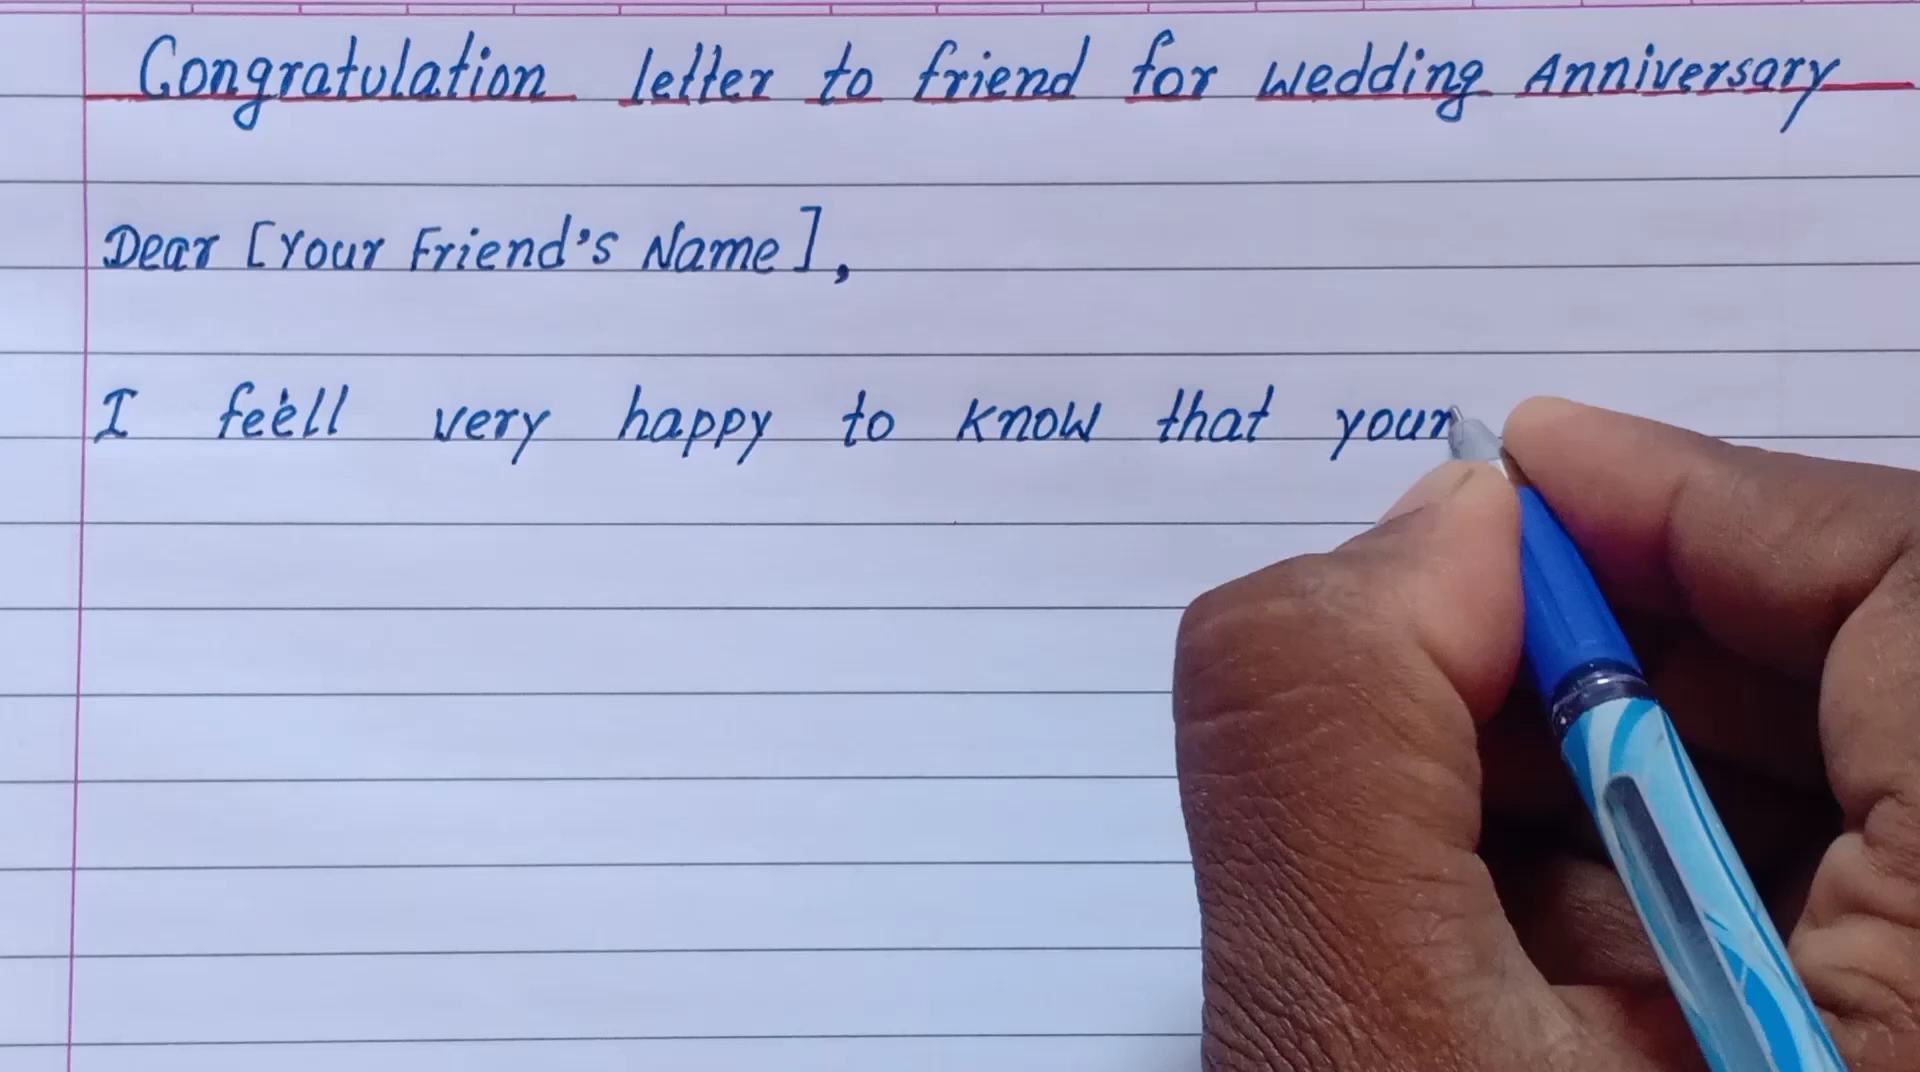 Congratulation letter to friend for wedding Anniversary
Dear [Your Friend's Name],
I feell very happy to know that your